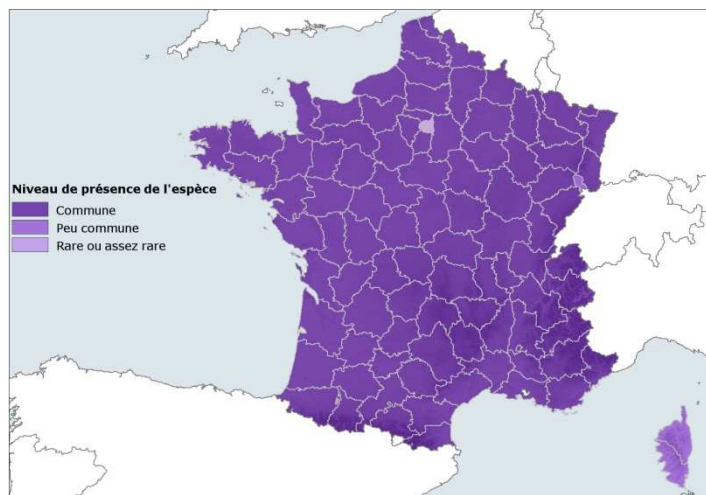 Niveau de présence de l'espèce
Commune
Peu commune
Rare ou assez rare